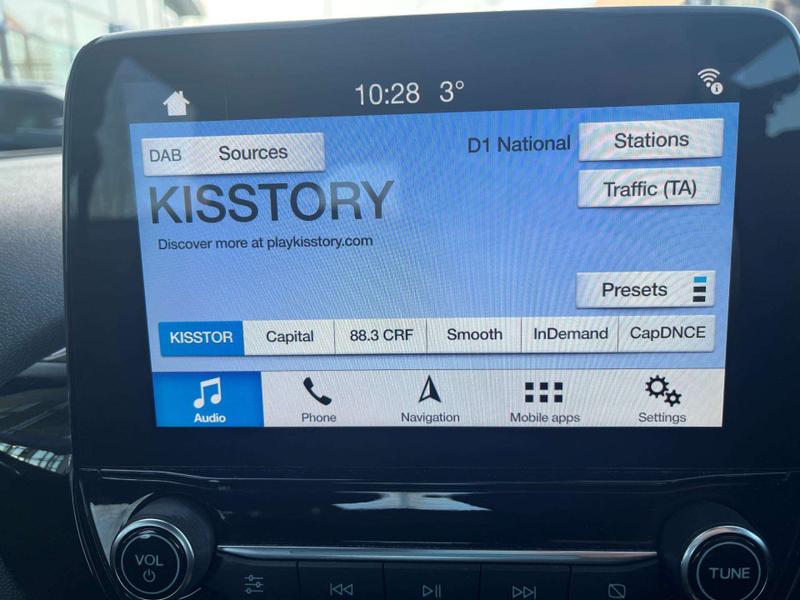 10:28 3°
DAB Sources
D1 National
Stations
KISSTORY
Traffic (TA)
Discover more at playkisstory.com
Presets
KISSTOR
Capital
88.3 CRF
Smooth
InDemand
CapDNCE
Audio
Phone
Navigation
Mobile apps
Settings
VOL
TUNE